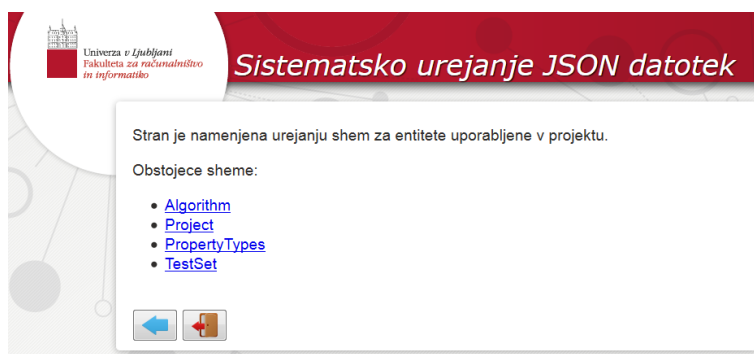 Univerza v Ljubljani
Fakulteta za računalništvo
in informatiko
Sistematsko urejanje JSON datotek
Stran je namenjena urejanju shem za entitete uporabljene v projektu.
Obstojece sheme:
Algorithm
Project
PropertyTypes
TestSet